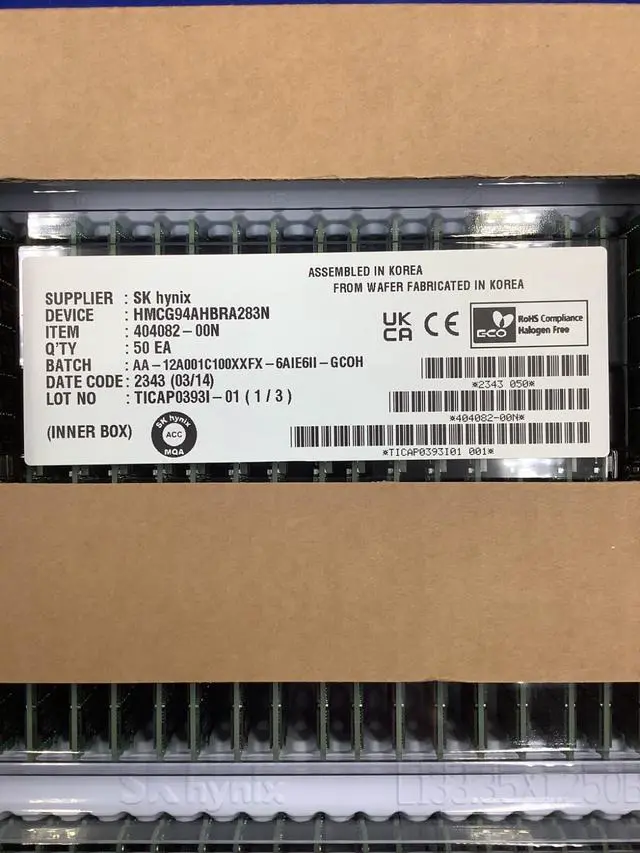 ASSEMBLED IN KOREA
FROM WAFER FABRICATED IN KOREA
SUPPLIER : SK hynix
DEVICE : HMCG94AHBRA283N
ITEM : 404082-00N
Q'TY : 50 EA
BATCH : AA-12A001C100XXFX-6AIE6II-GCOH
DATE CODE : 2343 (03/14)
LOT NO : TICAP0393I-01 ( 1 / 3 )
(INNER BOX)
SK hynix
ACC
MQA
UK
CA
CE
ECO
RoHS Compliance
Halogen Free
*2343 050*
*404082-00N*
*TICAP0393I01 001*
SK hynix